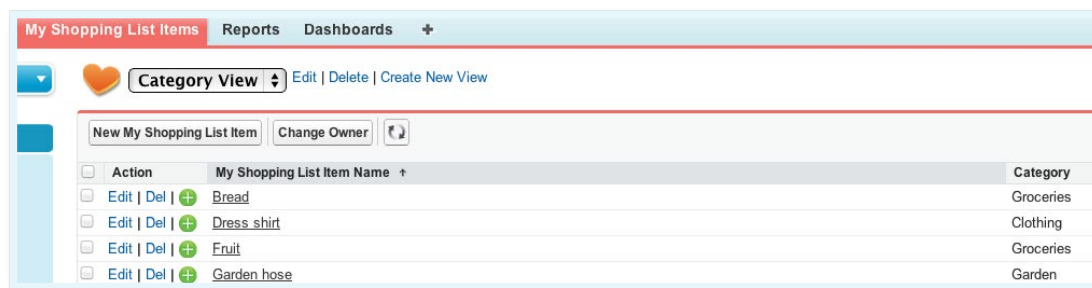 My Shopping List Items Reports Dashboards +
Category View Edit | Delete | Create New View
New My Shopping List Item Change Owner
Action My Shopping List Item Name ↑ Category
Edit | Del | Bread Groceries
Edit | Del | Dress shirt Clothing
Edit | Del | Fruit Groceries
Edit | Del | Garden hose Garden